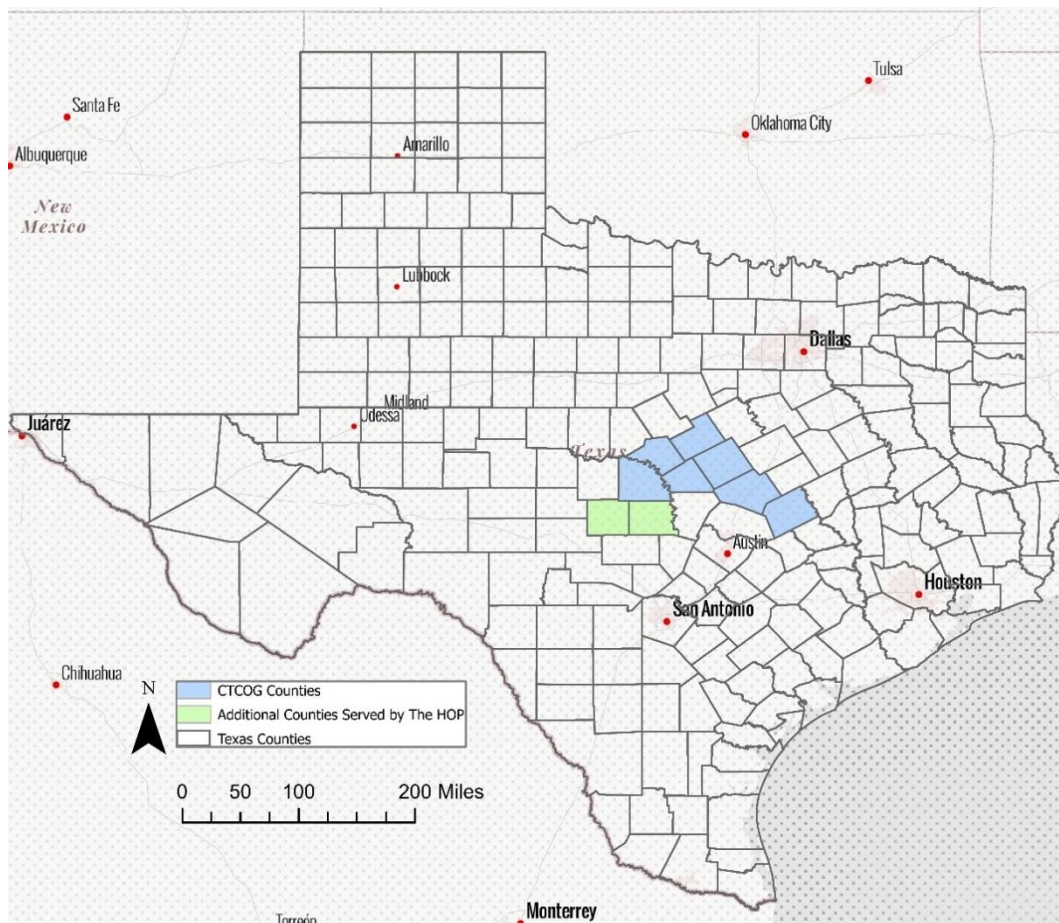 Tulsa
Santa Fe
Oklahoma City
Amarillo
Albuquerque
New
Mexico
Lubbock
Dallas
Midland
Odessa
Juárez
Texas
Austin
Houston
San Antonio
Chihuahua
N
CTCOG Counties
Additional Counties Served by The HOP
Texas Counties
0 50 100 200 Miles
Monterrey
Torreón